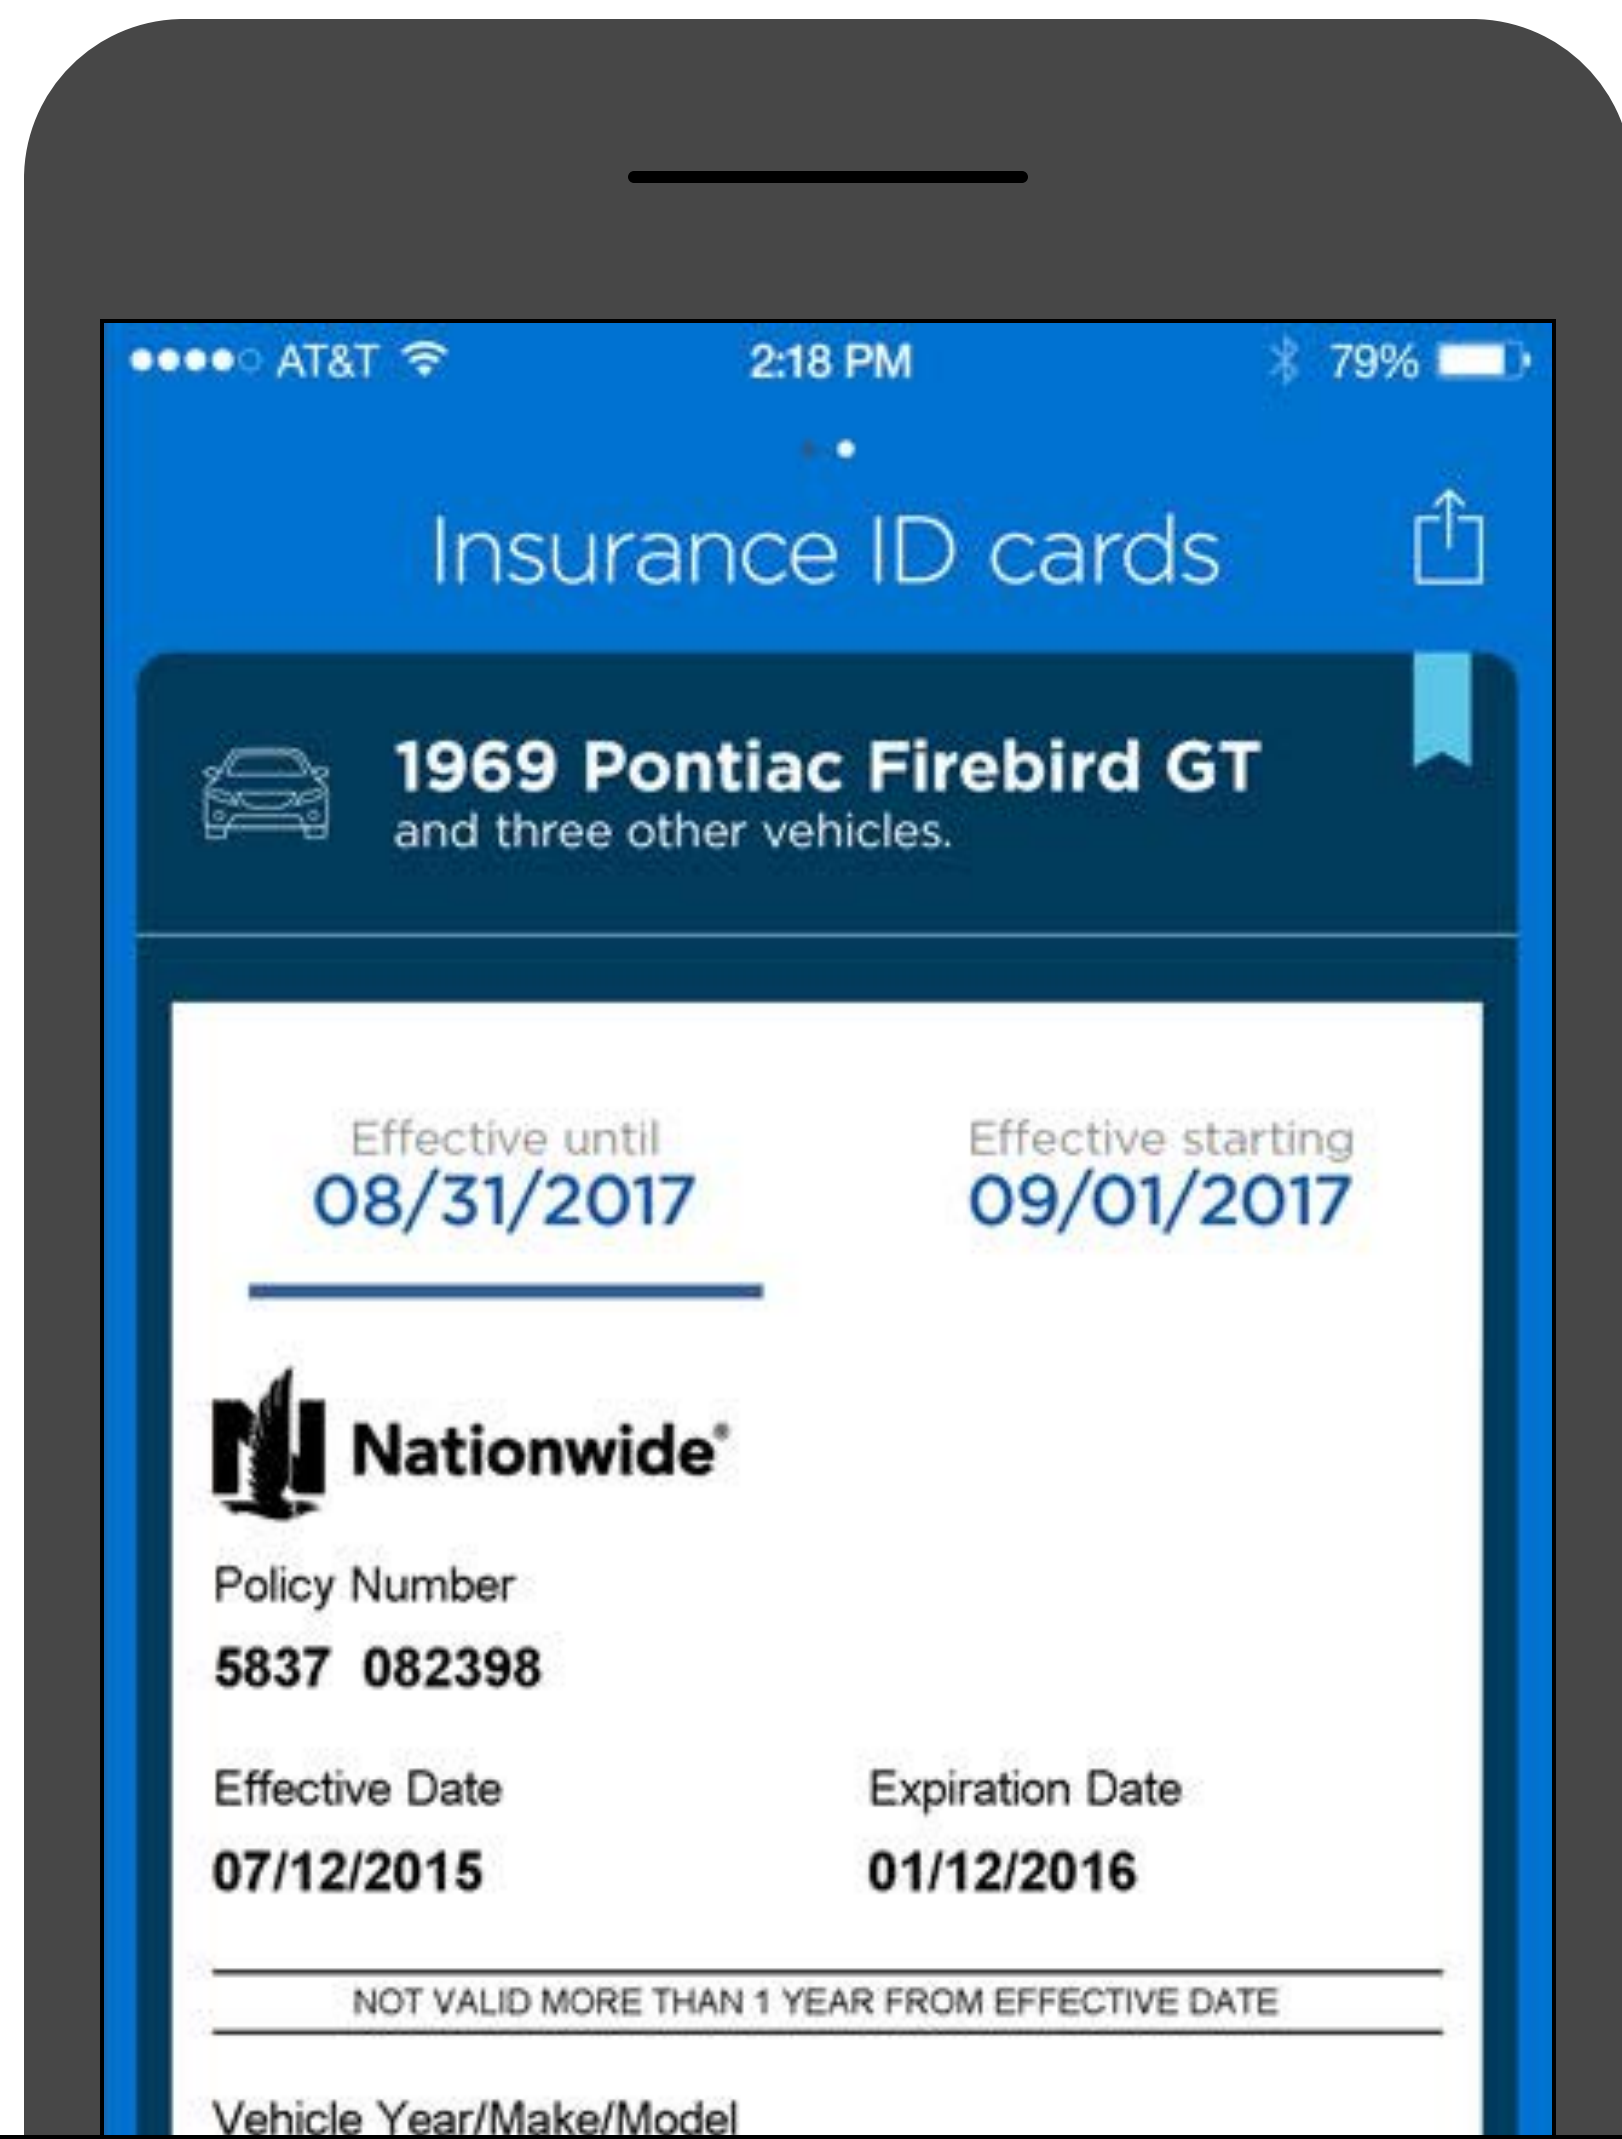 AT&T 2:18 PM 79%
Insurance ID cards
1969 Pontiac Firebird GT
and three other vehicles.
Effective until Effective starting
08/31/2017 09/01/2017
Nationwide®
Policy Number
5837 082398
Effective Date Expiration Date
07/12/2015 01/12/2016
NOT VALID MORE THAN 1 YEAR FROM EFFECTIVE DATE
Vehicle Year/Make/Model